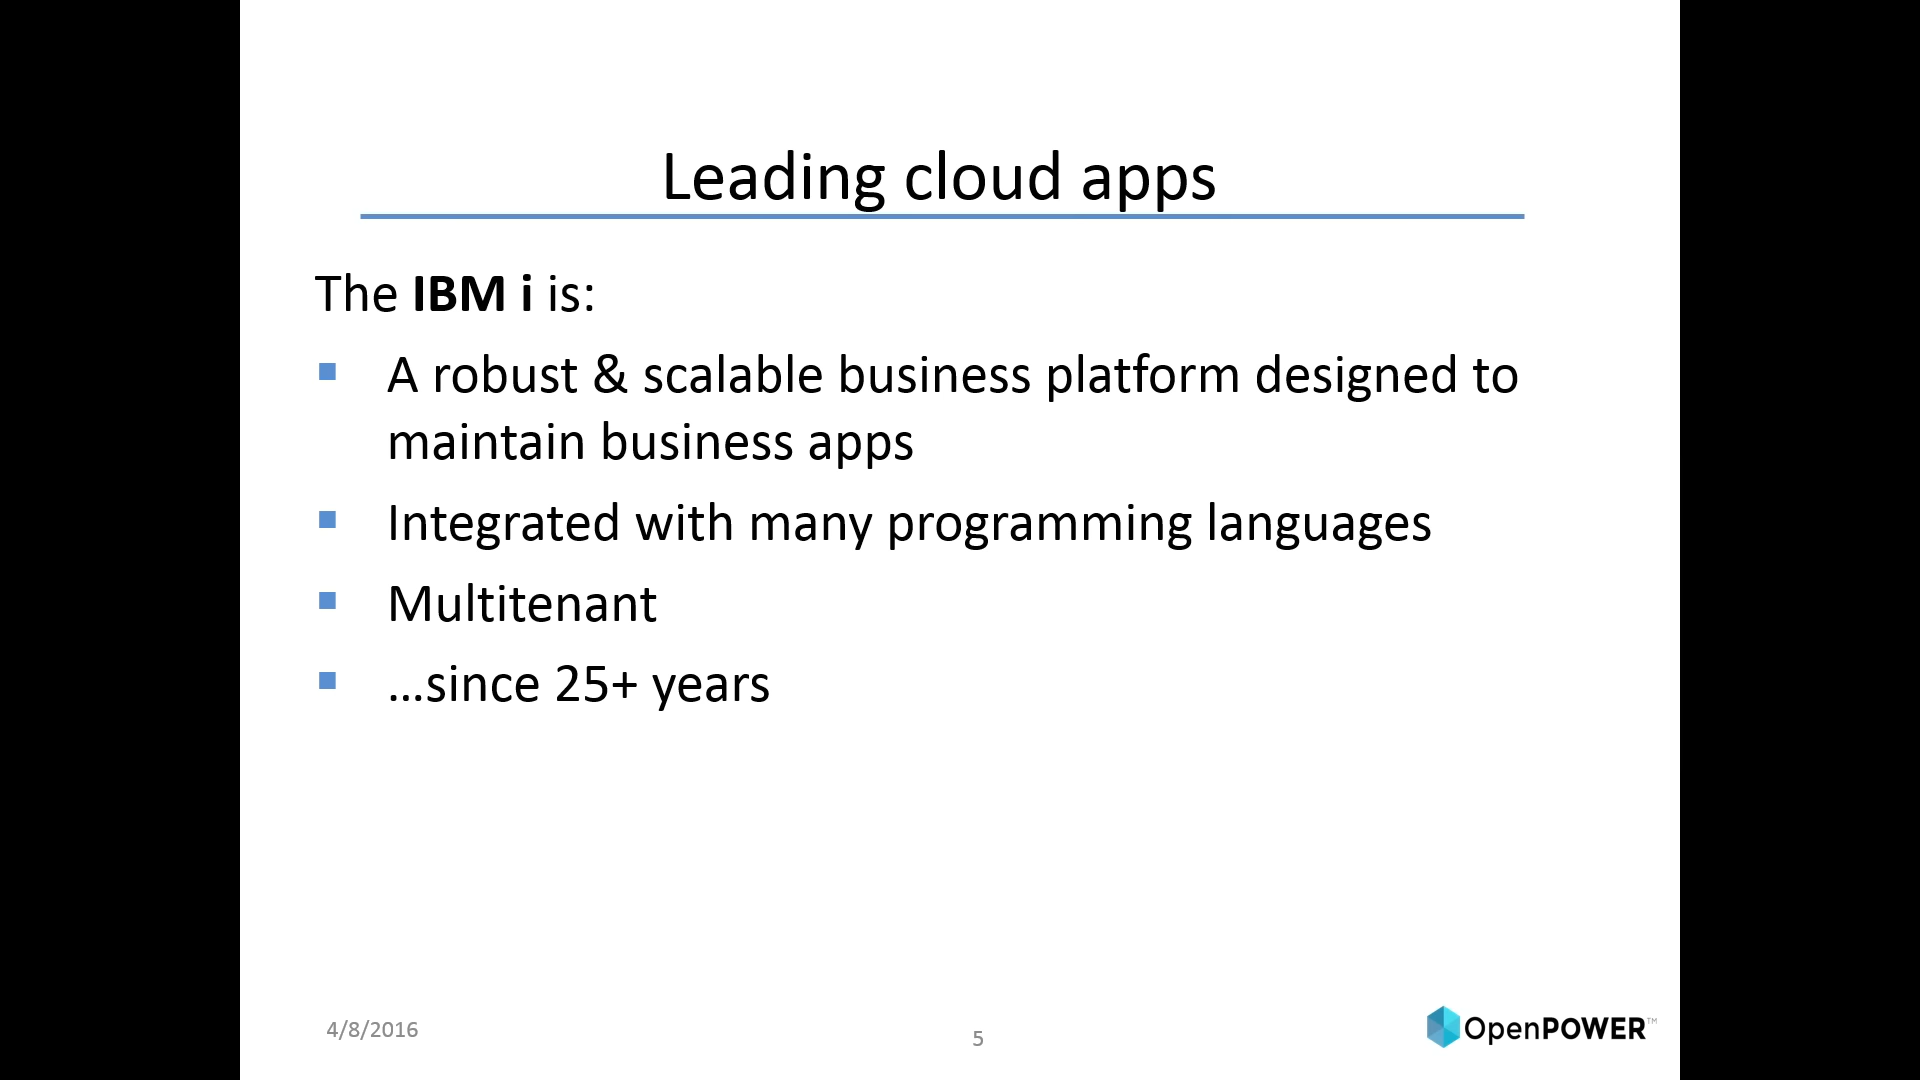 Leading cloud apps
The IBM i is:
▪ A robust & scalable business platform designed to
maintain business apps
▪ Integrated with many programming languages
▪ Multitenant
▪ …since 25+ years
4/8/2016
5
OpenPOWER™